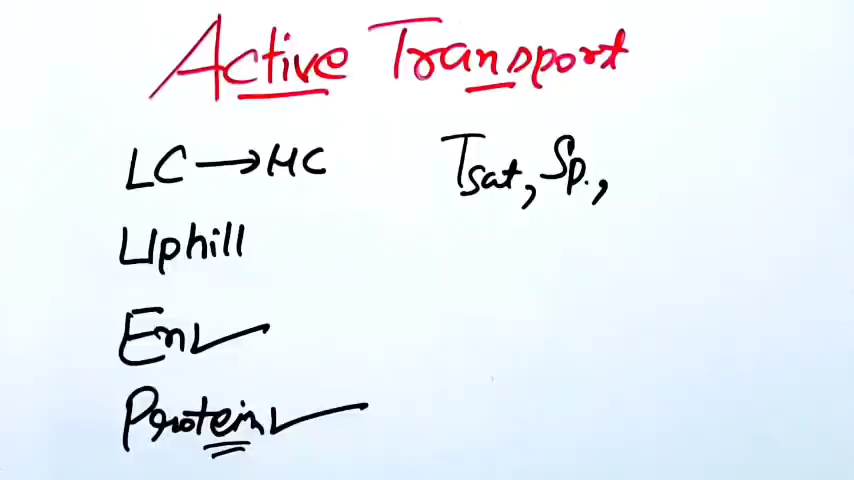 Active Transport
LC → HC
Uphill
En ✓
Protein ✓
Tsat, Sp.,